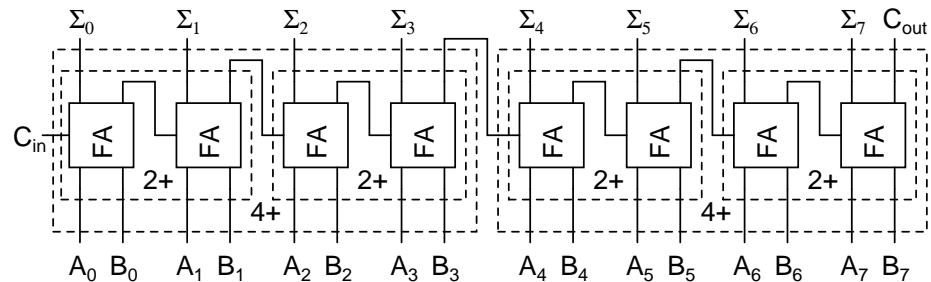 Σ₀ Σ₁ Σ₂ Σ₃ Σ₄ Σ₅ Σ₆ Σ₇ C_out
C_in FA FA FA FA FA FA FA FA
2+ 2+ 2+ 2+
4+ 4+
A₀ B₀ A₁ B₁ A₂ B₂ A₃ B₃ A₄ B₄ A₅ B₅ A₆ B₆ A₇ B₇